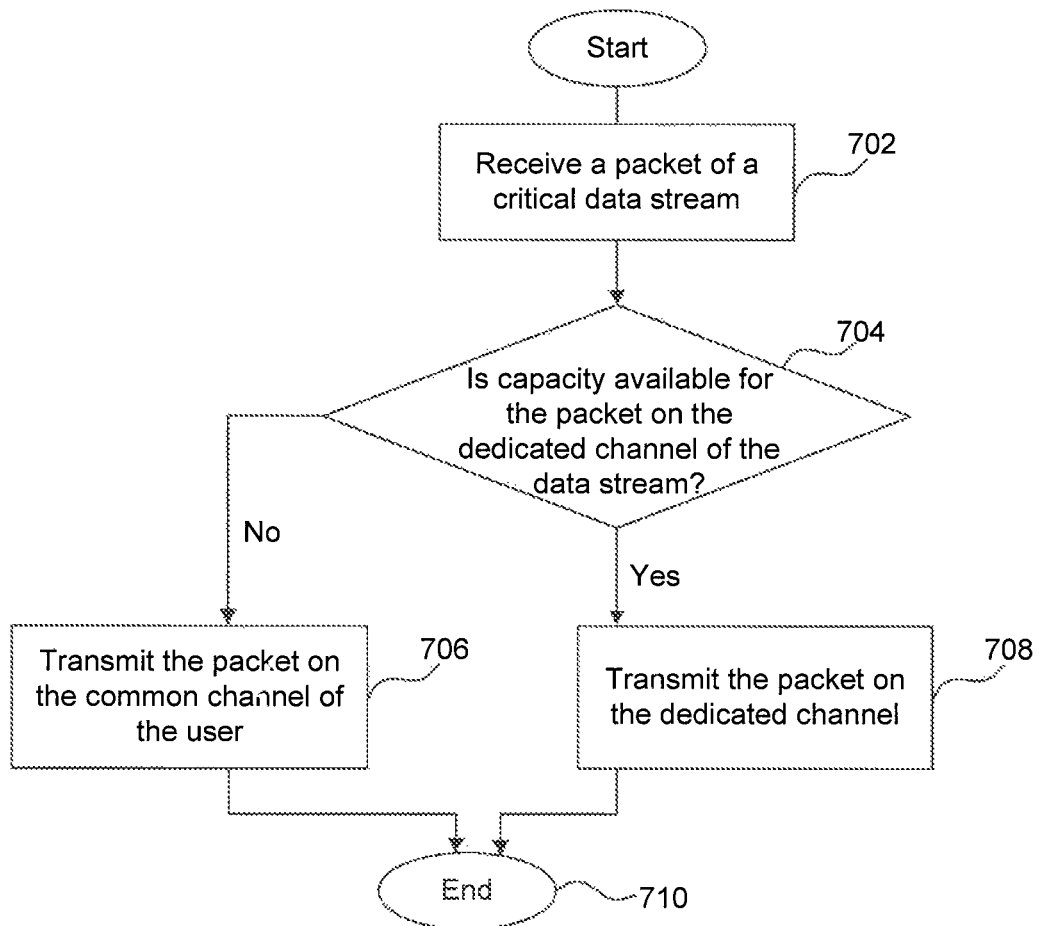 Start
702
Receive a packet of a
critical data stream
704
Is capacity available for
the packet on the
dedicated channel of the
data stream?
No
Yes
706
Transmit the packet on
the common channel of
the user
708
Transmit the packet on
the dedicated channel
End
710